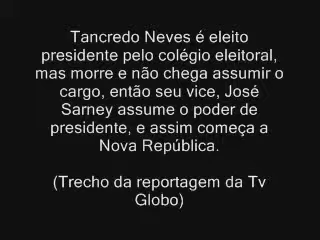 Tancredo Neves é eleito
presidente pelo colégio eleitoral,
mas morre e não chega assumir o
cargo, então seu vice, José
Sarney assume o poder de
presidente, e assim começa a
Nova República.
(Trecho da reportagem da Tv
Globo)